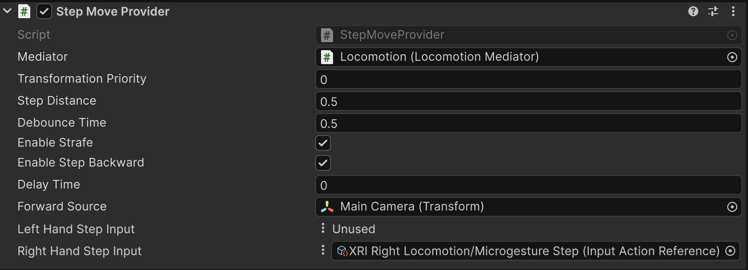 Step Move Provider
Script StepMoveProvider
Mediator Locomotion (Locomotion Mediator)
Transformation Priority 0
Step Distance 0.5
Debounce Time 0.5
Enable Strafe
Enable Step Backward
Delay Time 0
Forward Source Main Camera (Transform)
Left Hand Step Input Unused
Right Hand Step Input XRI Right Locomotion/Microgesture Step (Input Action Reference)